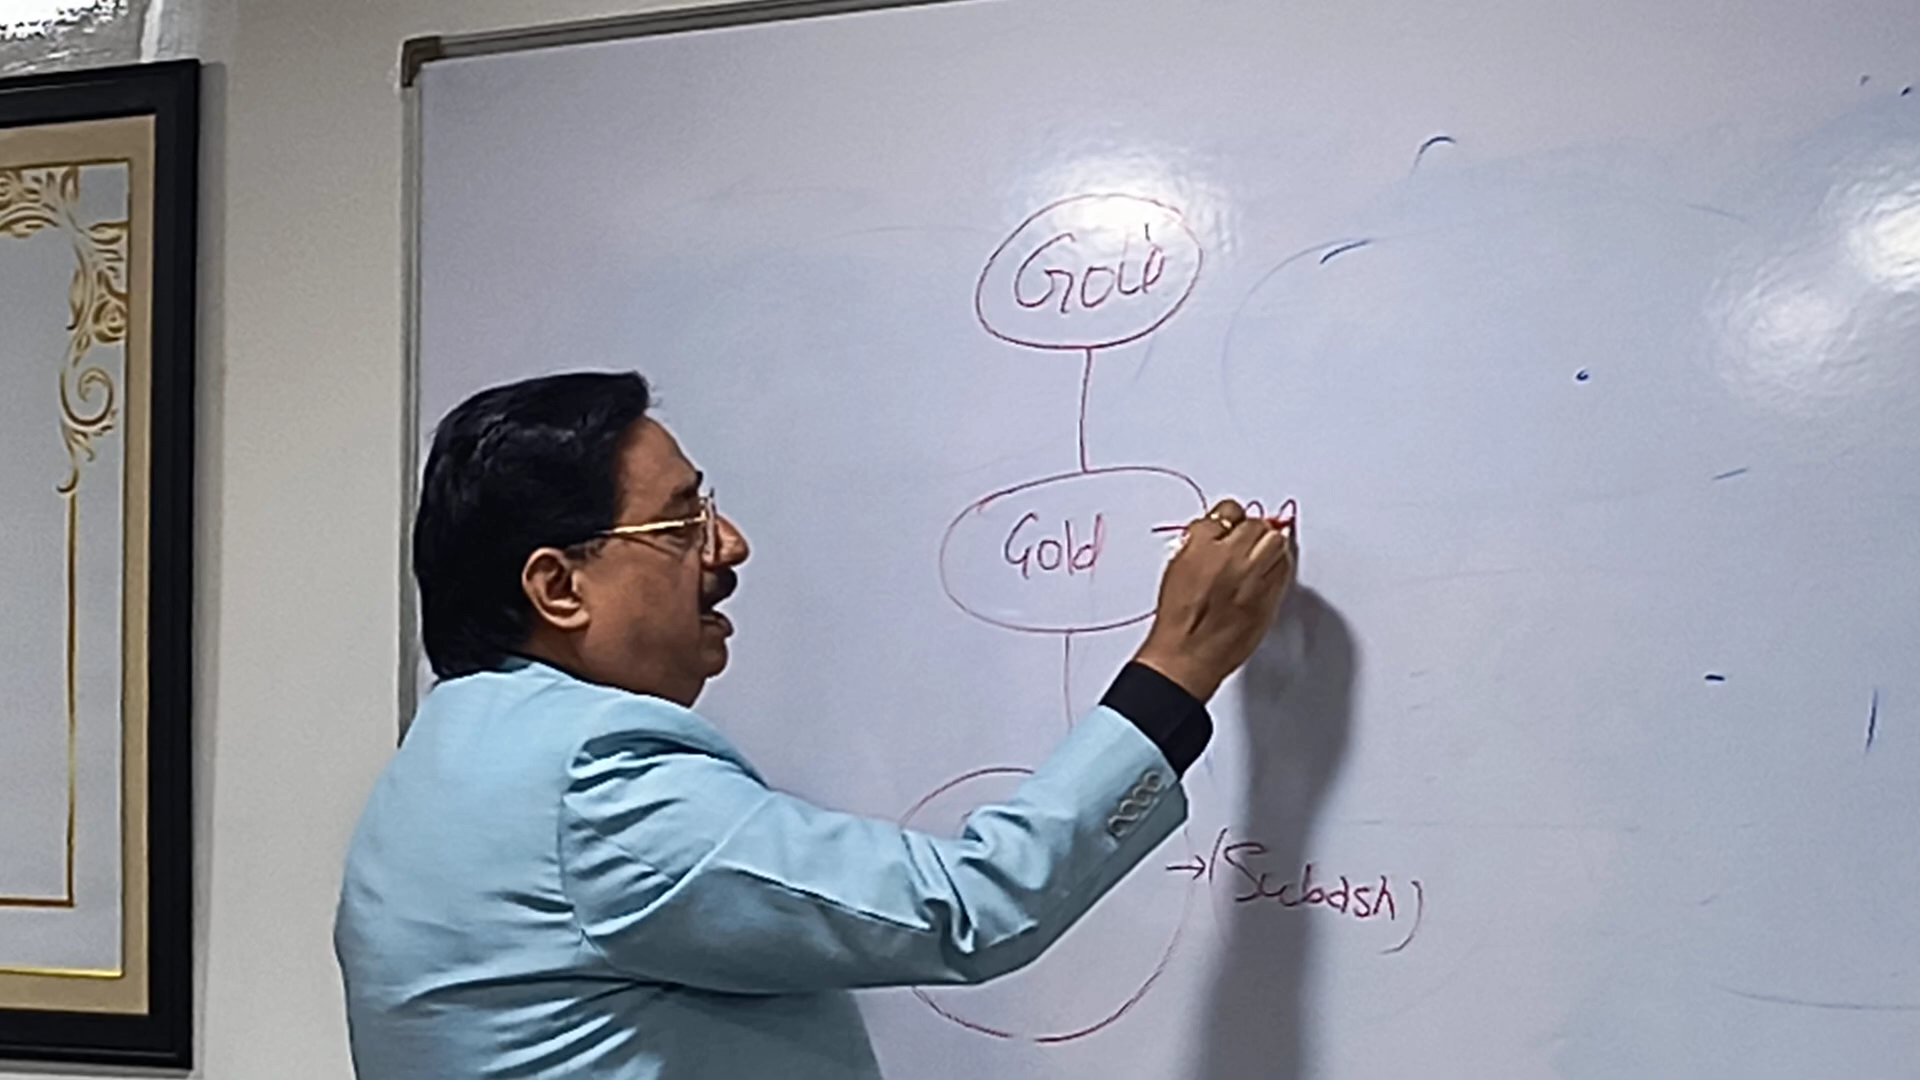 Gold
Gold →
→ (Subash)